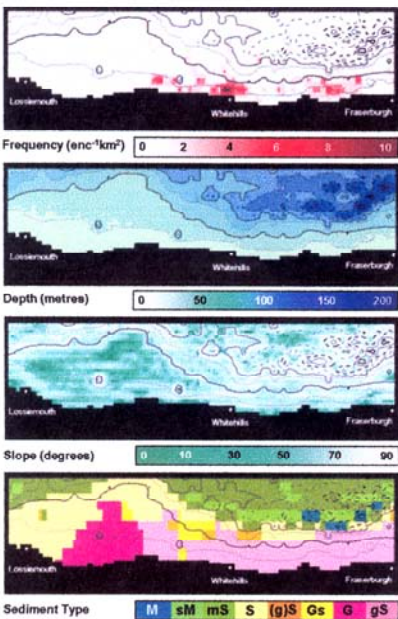 Lossiemouth
Whitehills
Fraserburgh
Frequency (enc⁻¹km²) 0 2 4 6 8 10
Lossiemouth
Whitehills
Fraserburgh
Depth (metres) 0 50 100 150 200
Lossiemouth
Whitehills
Fraserburgh
Slope (degrees) 0 10 30 50 70 90
Lossiemouth
Whitehills
Fraserburgh
Sediment Type M sM mS S (g)S Gs G gS